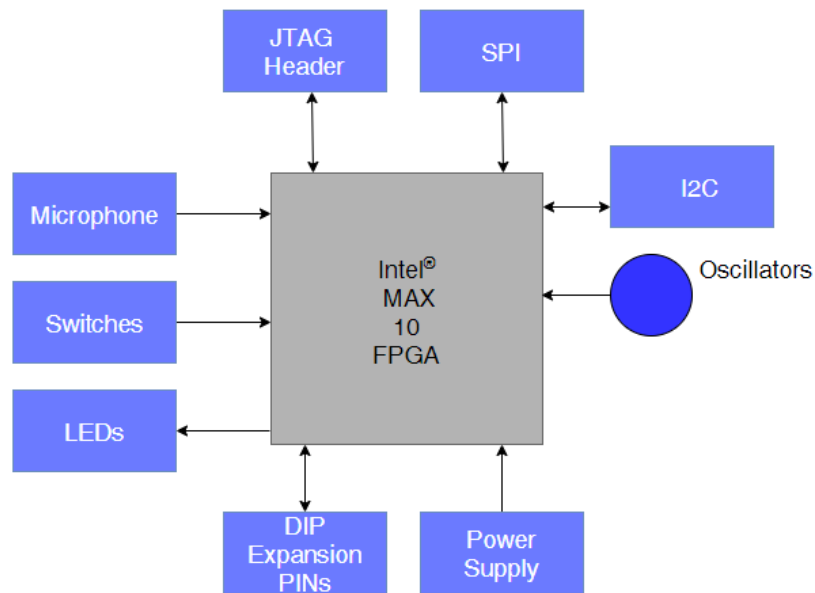 JTAG
Header
SPI
Microphone
I2C
Intel®
MAX
10
FPGA
Oscillators
Switches
LEDs
DIP
Expansion
PINs
Power
Supply